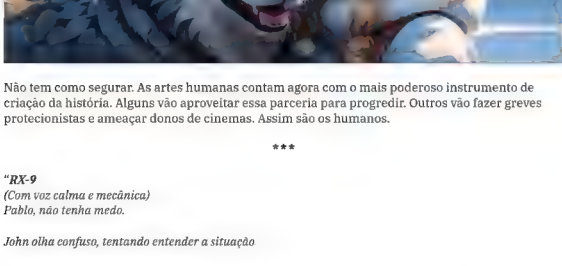 Não tem como segurar. As artes humanas contam agora com o mais poderoso instrumento de
criação da história. Alguns vão aproveitar essa parceria para progredir. Outros vão fazer greves
protecionistas e ameaçar donos de cinemas. Assim são os humanos.
***
“RX-9
(Com voz calma e mecânica)
Pablo, não tenha medo.
John olha confuso, tentando entender a situação